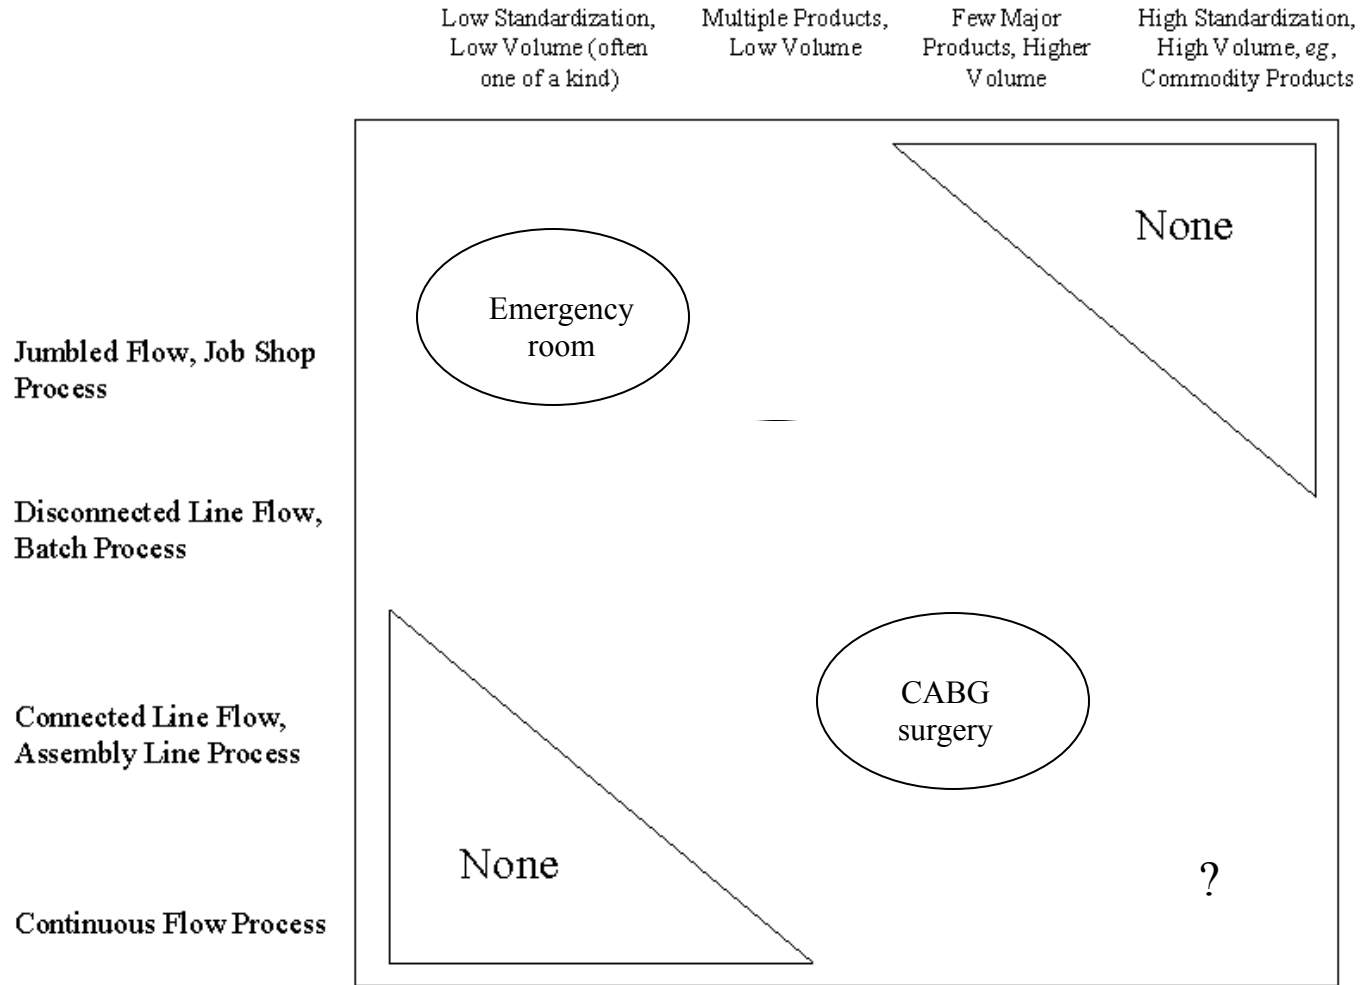 Low Standardization,
Low Volume (often
one of a kind)
Multiple Products,
Low Volume
Few Major
Products, Higher
Volume
High Standardization,
High Volume, eg,
Commodity Products
None
Emergency
room
Jumbled Flow, Job Shop
Process
Disconnected Line Flow,
Batch Process
CABG
surgery
Connected Line Flow,
Assembly Line Process
None
?
Continuous Flow Process